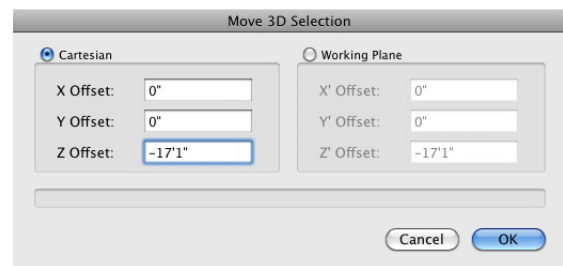 Move 3D Selection
Cartesian
X Offset: 0"
Y Offset: 0"
Z Offset: -17'1"
Working Plane
X' Offset: 0"
Y' Offset: 0"
Z' Offset: -17'1"
Cancel OK